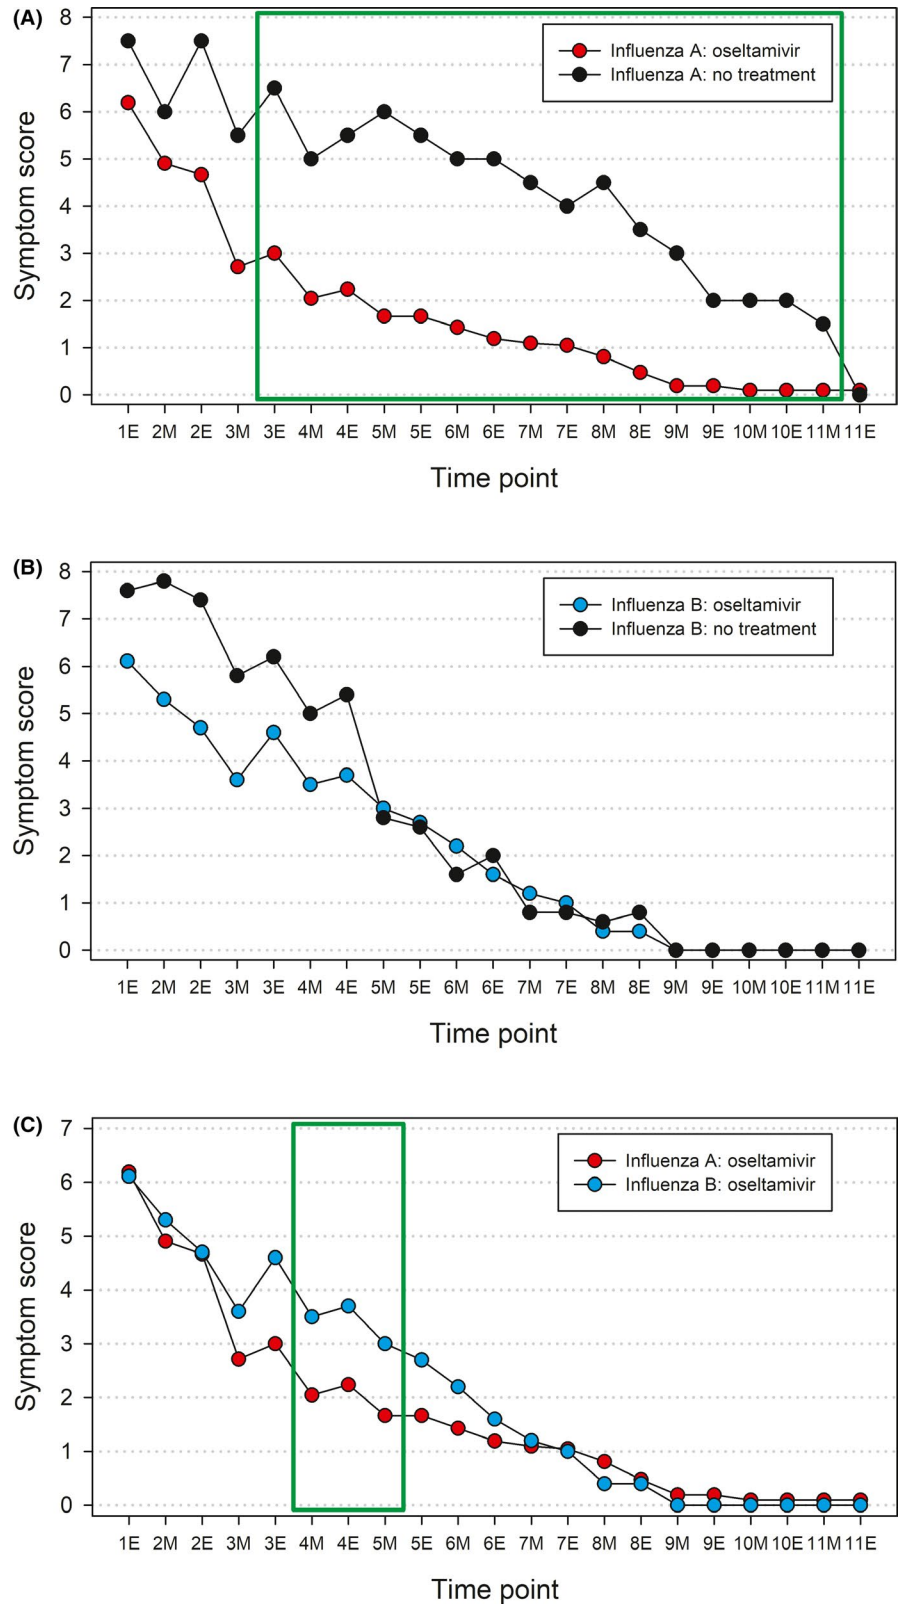 (A)
Symptom score
8
7
6
5
4
3
2
1
0
Influenza A: oseltamivir
Influenza A: no treatment
1E 2M 2E 3M 3E 4M 4E 5M 5E 6M 6E 7M 7E 8M 8E 9M 9E 10M 10E 11M 11E
Time point
(B)
Symptom score
8
7
6
5
4
3
2
1
0
Influenza B: oseltamivir
Influenza B: no treatment
1E 2M 2E 3M 3E 4M 4E 5M 5E 6M 6E 7M 7E 8M 8E 9M 9E 10M 10E 11M 11E
Time point
(C)
Symptom score
7
6
5
4
3
2
1
0
Influenza A: oseltamivir
Influenza B: oseltamivir
1E 2M 2E 3M 3E 4M 4E 5M 5E 6M 6E 7M 7E 8M 8E 9M 9E 10M 10E 11M 11E
Time point